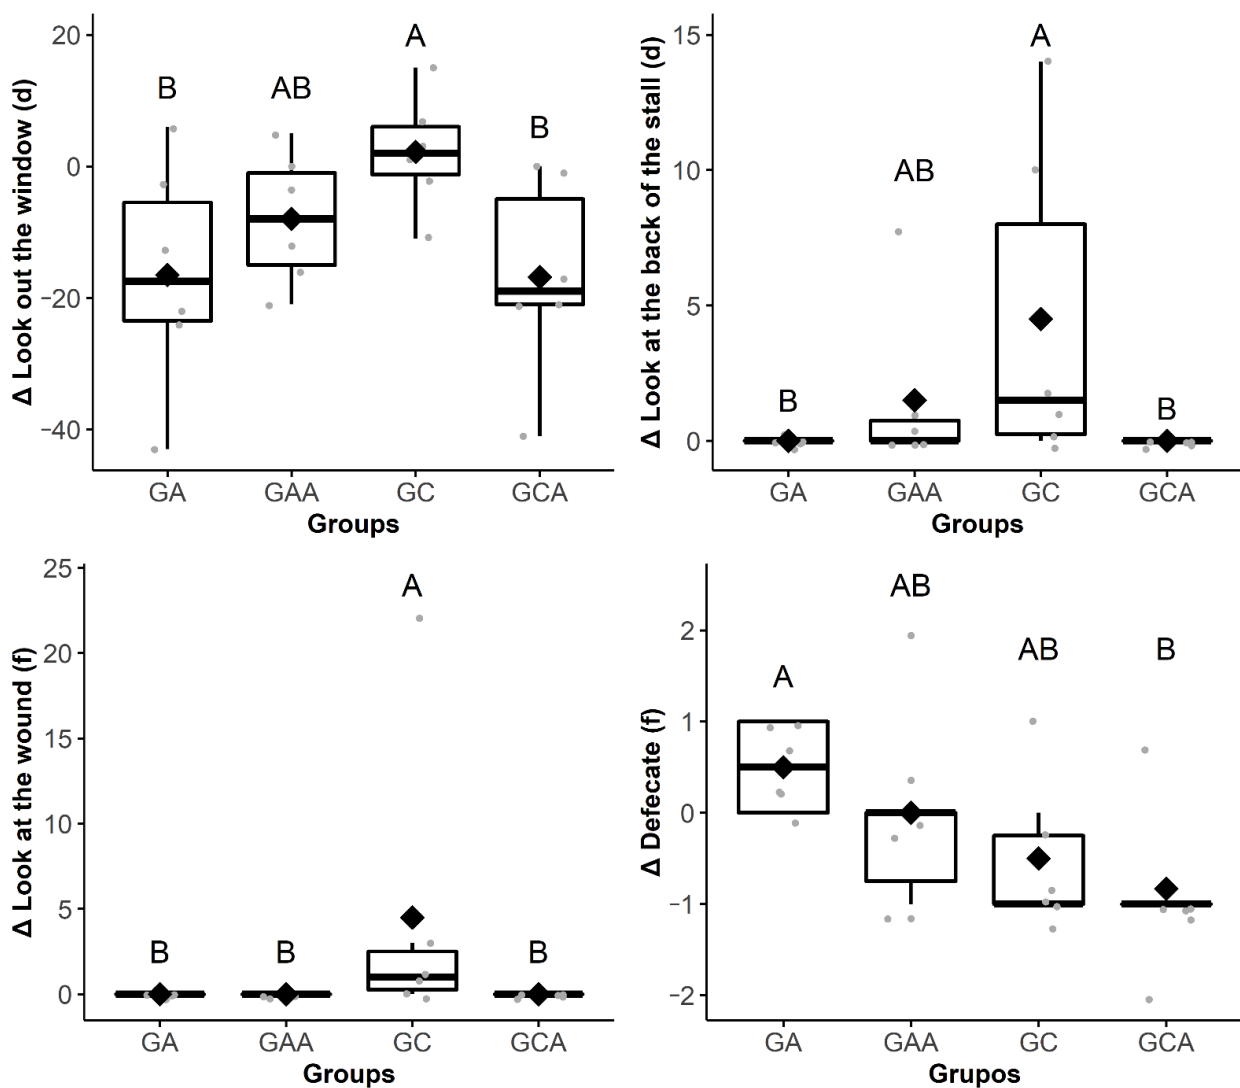 Δ Look out the window (d)
20
0
−20
−40
B
AB
A
B
GA GAA GC GCA
Groups
Δ Look at the back of the stall (d)
15
10
5
0
B
AB
A
B
GA GAA GC GCA
Groups
Δ Look at the wound (f)
25
20
15
10
5
0
B
B
A
B
GA GAA GC GCA
Groups
Δ Defecate (f)
2
1
0
−1
−2
A
AB
AB
B
GA GAA GC GCA
Grupos